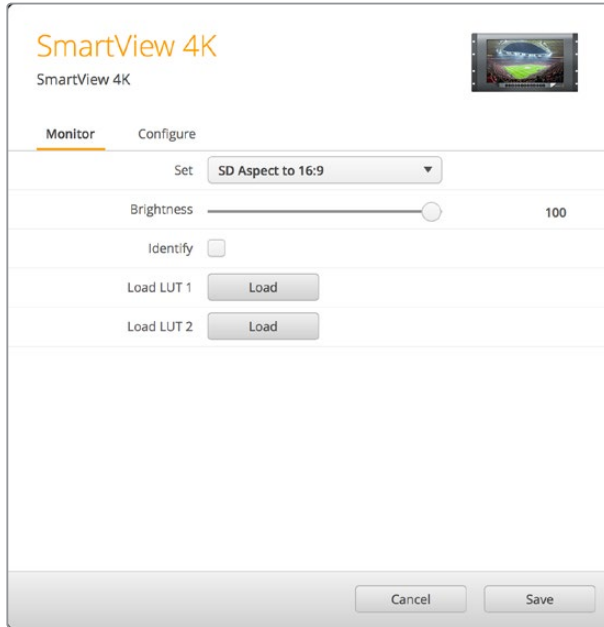 SmartView 4K
SmartView 4K
Monitor Configure
Set SD Aspect to 16:9
Brightness 100
Identify
Load LUT 1 Load
Load LUT 2 Load
Cancel Save